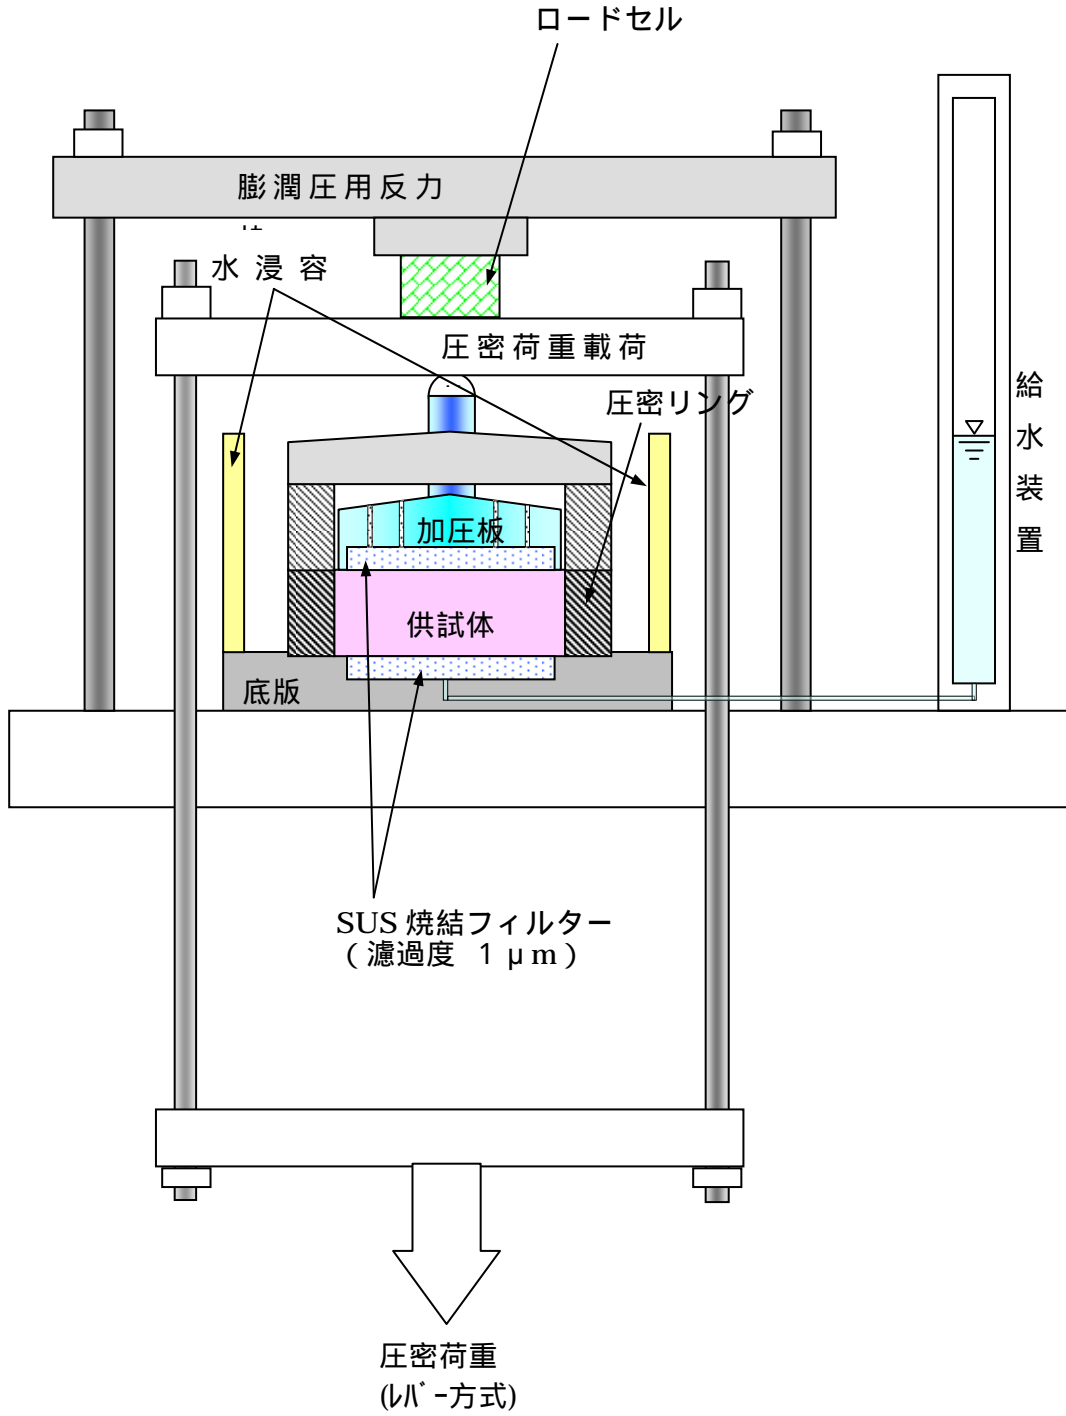 ロードセル
膨潤圧用反力
水浸容
圧密荷重載荷
圧密リング
給水装置
加圧板
供試体
底版
SUS 焼結フィルター
(濾過度 1 μm)
圧密荷重
(ﾚﾊﾞｰ方式)